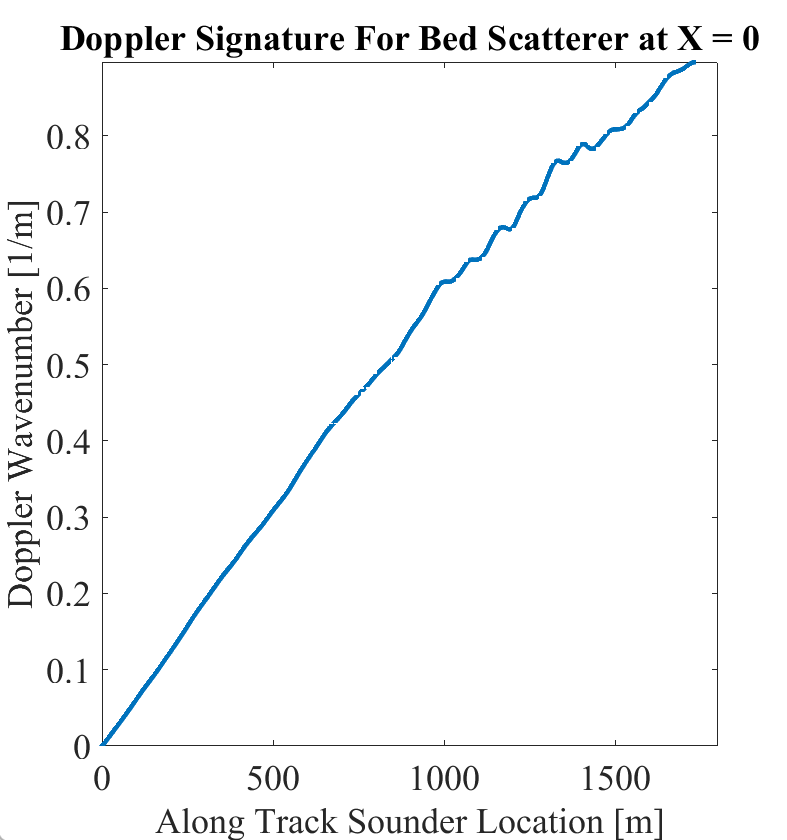 Doppler Signature For Bed Scatterer at X = 0
Doppler Wavenumber [1/m]
0.8
0.7
0.6
0.5
0.4
0.3
0.2
0.1
0
0 500 1000 1500
Along Track Sounder Location [m]